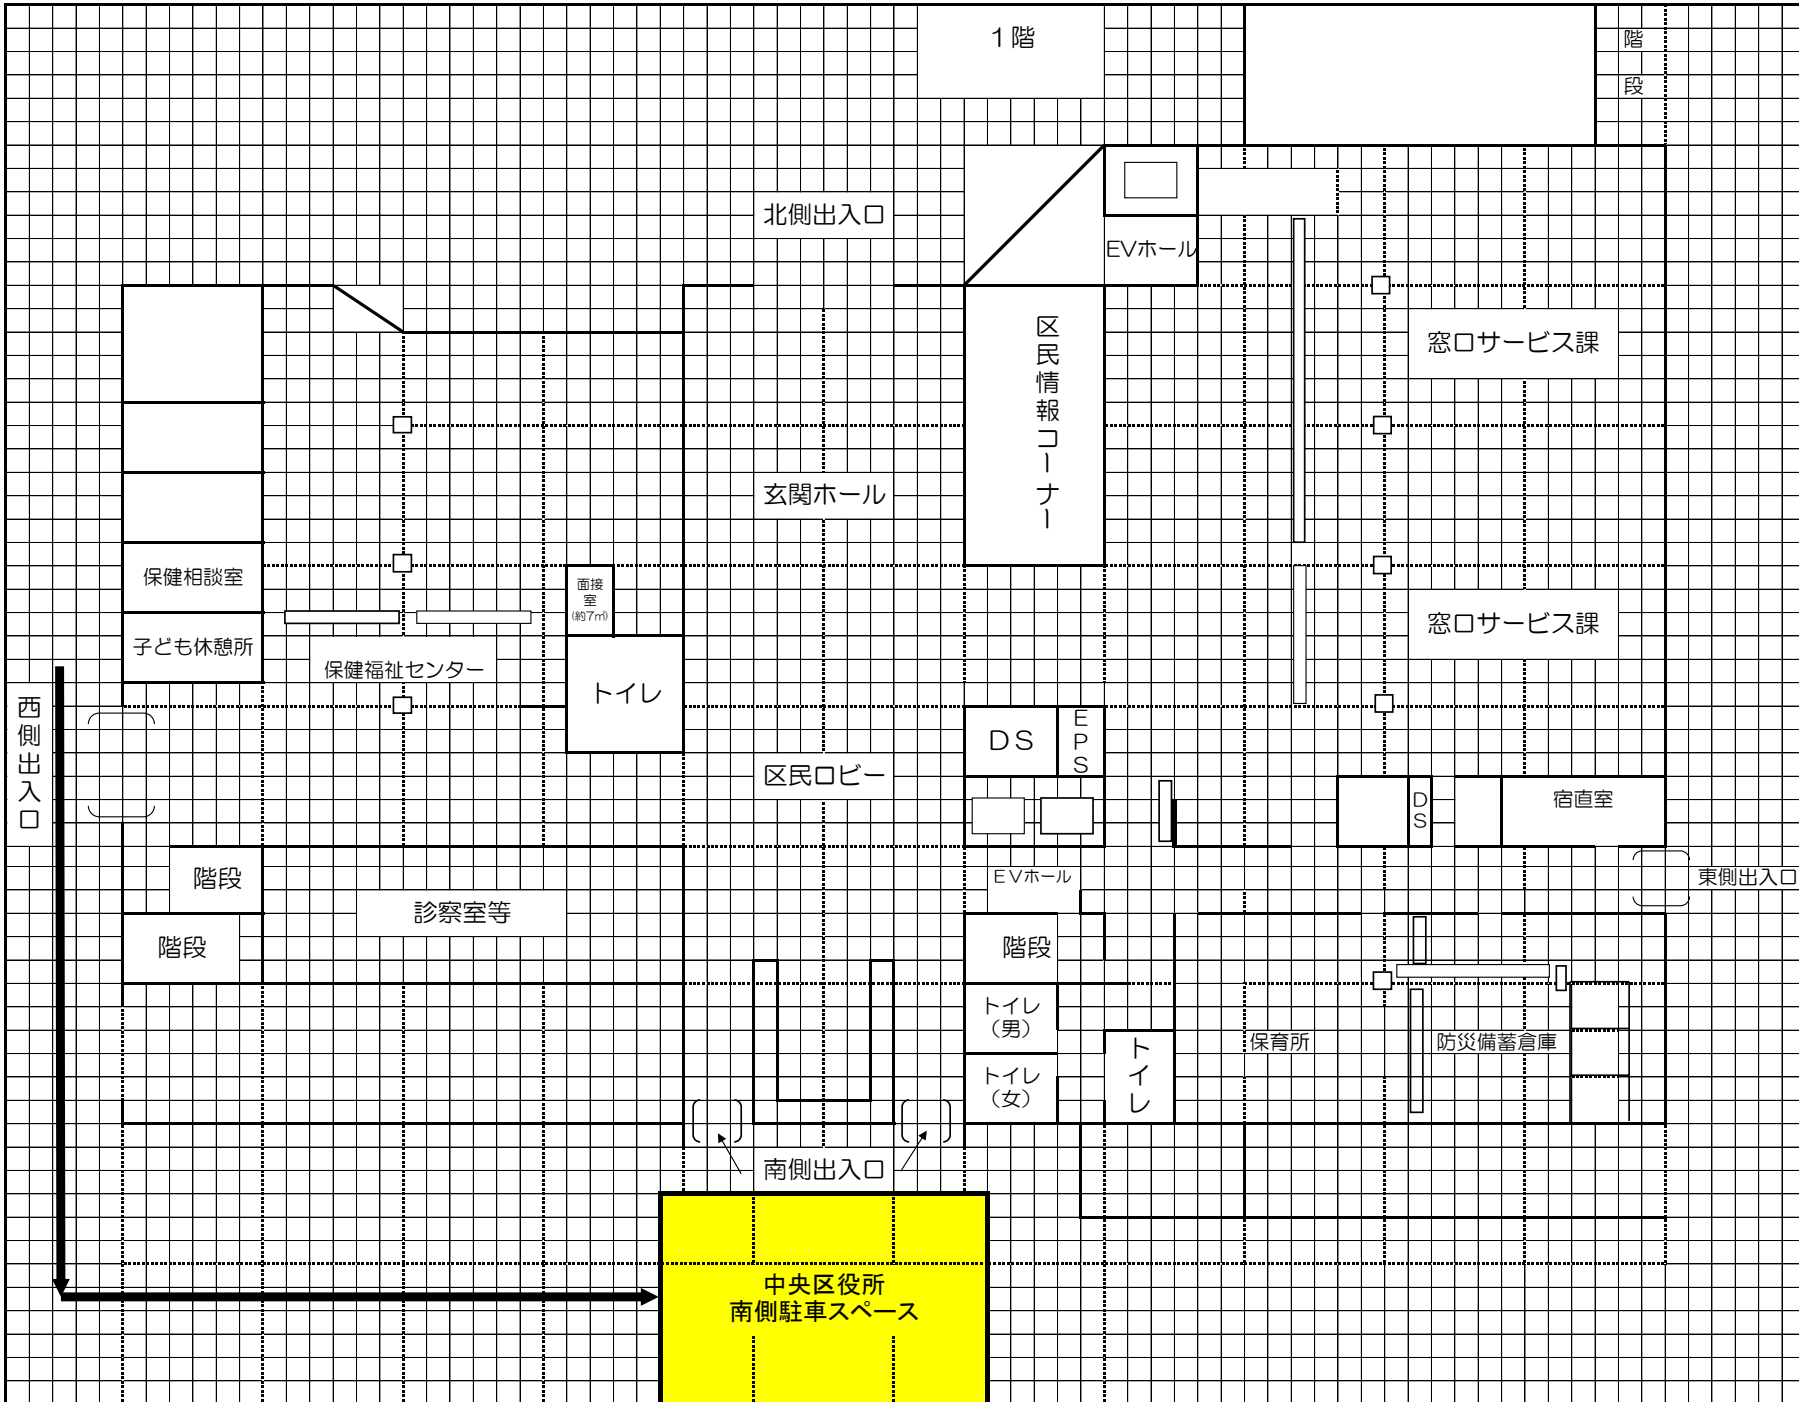 １階
階
段
北側出入口
EVホール
区民情報コーナー
窓口サービス課
玄関ホール
保健相談室
面接
室
(約7㎡)
窓口サービス課
子ども休憩所
保健福祉センター
トイレ
西側出入口
ＤＳ
ＥＰＳ
区民ロビー
ＤＳ
宿直室
階段
ＥＶホール
東側出入口
診察室等
階段
階段
トイレ
（男）
トイレ
保育所
防災備蓄倉庫
トイレ
（女）
南側出入口
中央区役所
南側駐車スペース